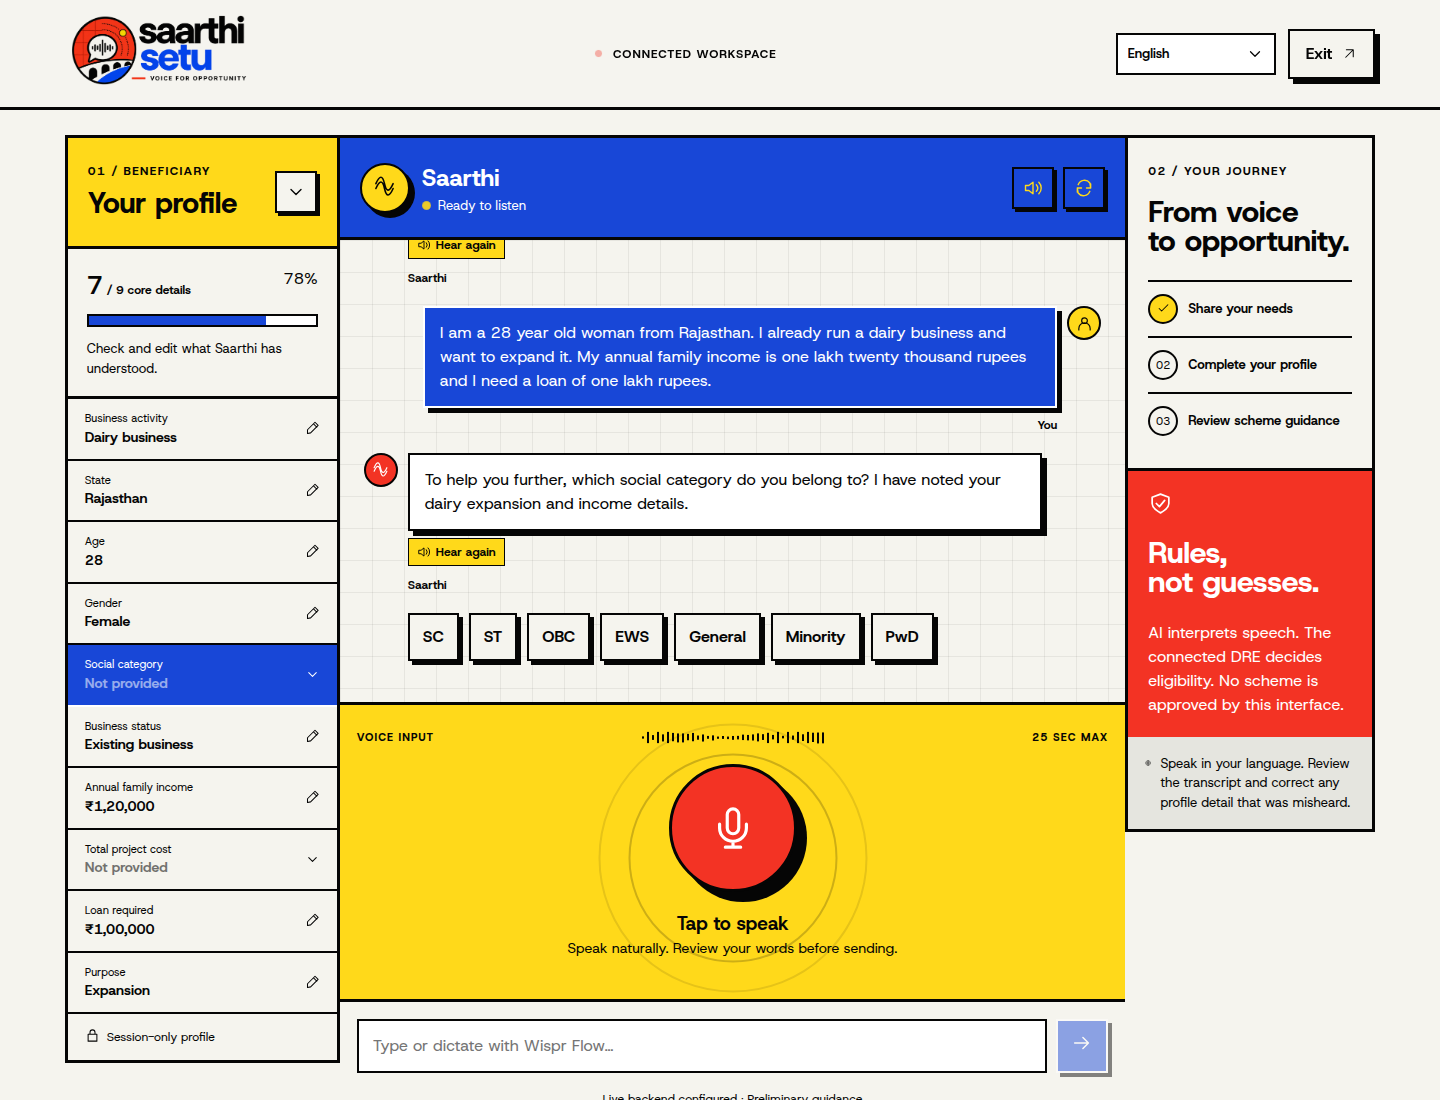 saarthi
setu
VOICE FOR OPPORTUNITY
CONNECTED WORKSPACE
English
Exit
01 / BENEFICIARY
Your profile
7 / 9 core details
78%
Check and edit what Saarthi has
understood.
Business activity
Dairy business
State
Rajasthan
Age
28
Gender
Female
Social category
Not provided
Business status
Existing business
Annual family income
₹1,20,000
Total project cost
Not provided
Loan required
₹1,00,000
Purpose
Expansion
Session-only profile
Saarthi
Ready to listen
Hear again
Saarthi
I am a 28 year old woman from Rajasthan. I already run a dairy business and
want to expand it. My annual family income is one lakh twenty thousand rupees
and I need a loan of one lakh rupees.
You
To help you further, which social category do you belong to? I have noted your
dairy expansion and income details.
Hear again
Saarthi
SC
ST
OBC
EWS
General
Minority
PwD
VOICE INPUT
25 SEC MAX
Tap to speak
Speak naturally. Review your words before sending.
Type or dictate with Wispr Flow...
Live backend configured · Preliminary guidance
02 / YOUR JOURNEY
From voice
to opportunity.
Share your needs
02 Complete your profile
03 Review scheme guidance
Rules,
not guesses.
AI interprets speech. The
connected DRE decides
eligibility. No scheme is
approved by this interface.
Speak in your language. Review
the transcript and correct any
profile detail that was misheard.